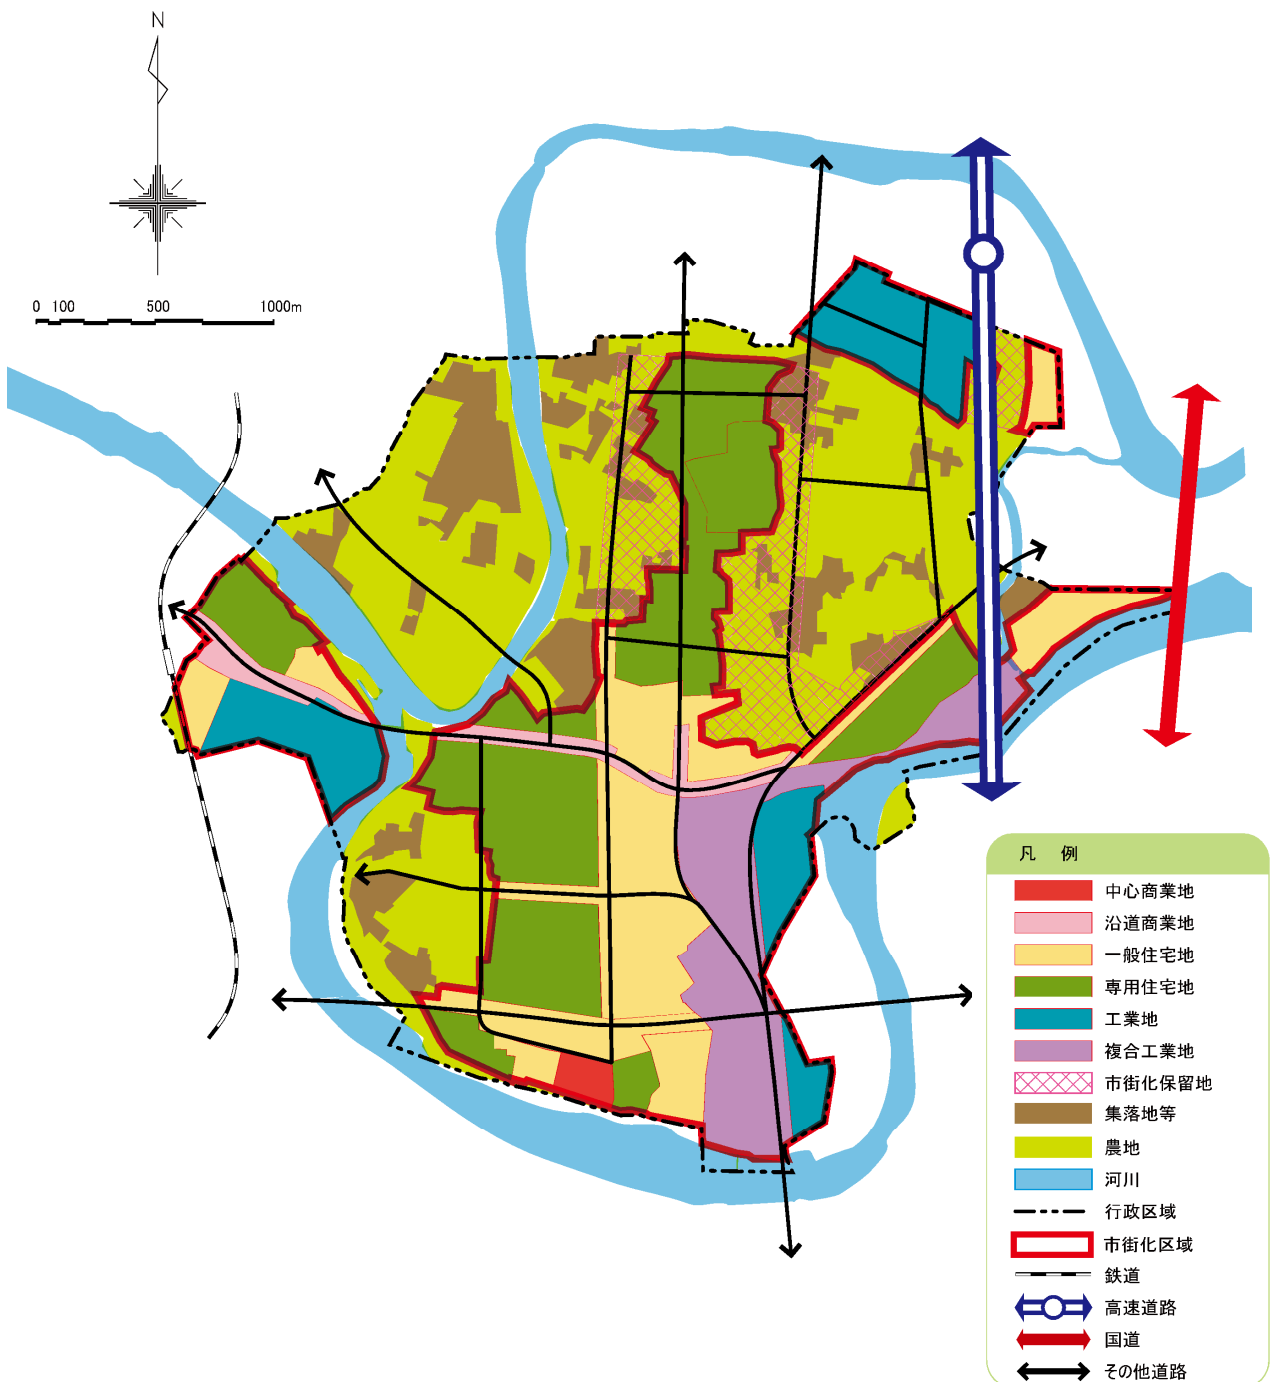 N
0 100 500 1000m
凡 例
中心商業地
沿道商業地
一般住宅地
専用住宅地
工業地
複合工業地
市街化保留地
集落地等
農地
河川
行政区域
市街化区域
鉄道
高速道路
国道
その他道路